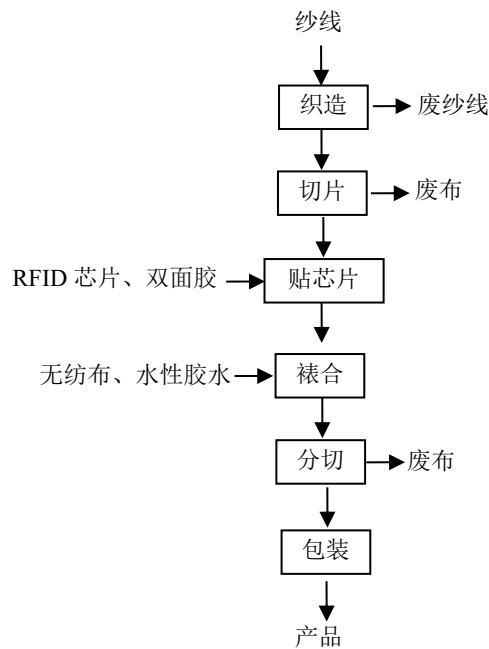 纱线
织造
废纱线
切片
废布
RFID 芯片、双面胶
贴芯片
无纺布、水性胶水
裱合
分切
废布
包装
产品